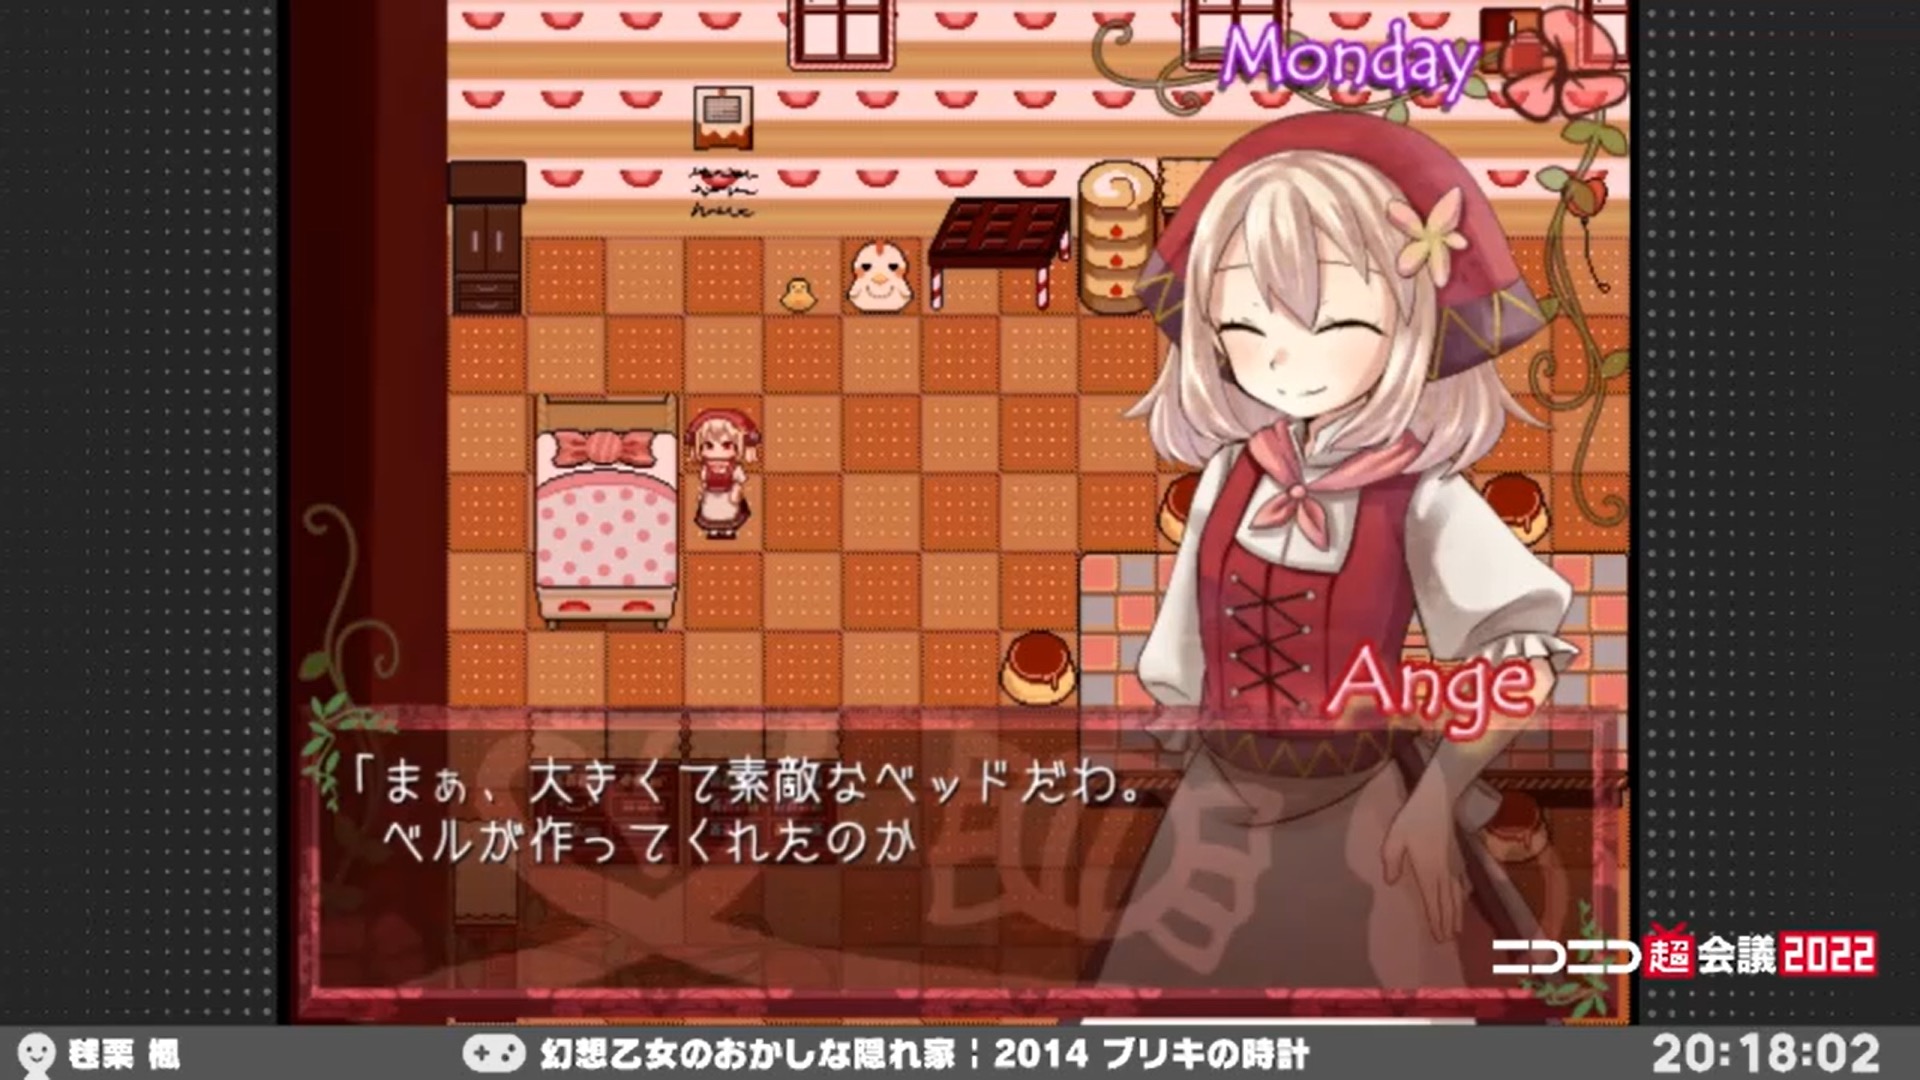 Monday
Ange
「まぁ、大きくて素敵なベッドだわ。
ベルが作ってくれたのか
ニコニコ超会議2022
毬栗 楓
幻想乙女のおかしな隠れ家 | 2014 ブリキの時計
20:18:02